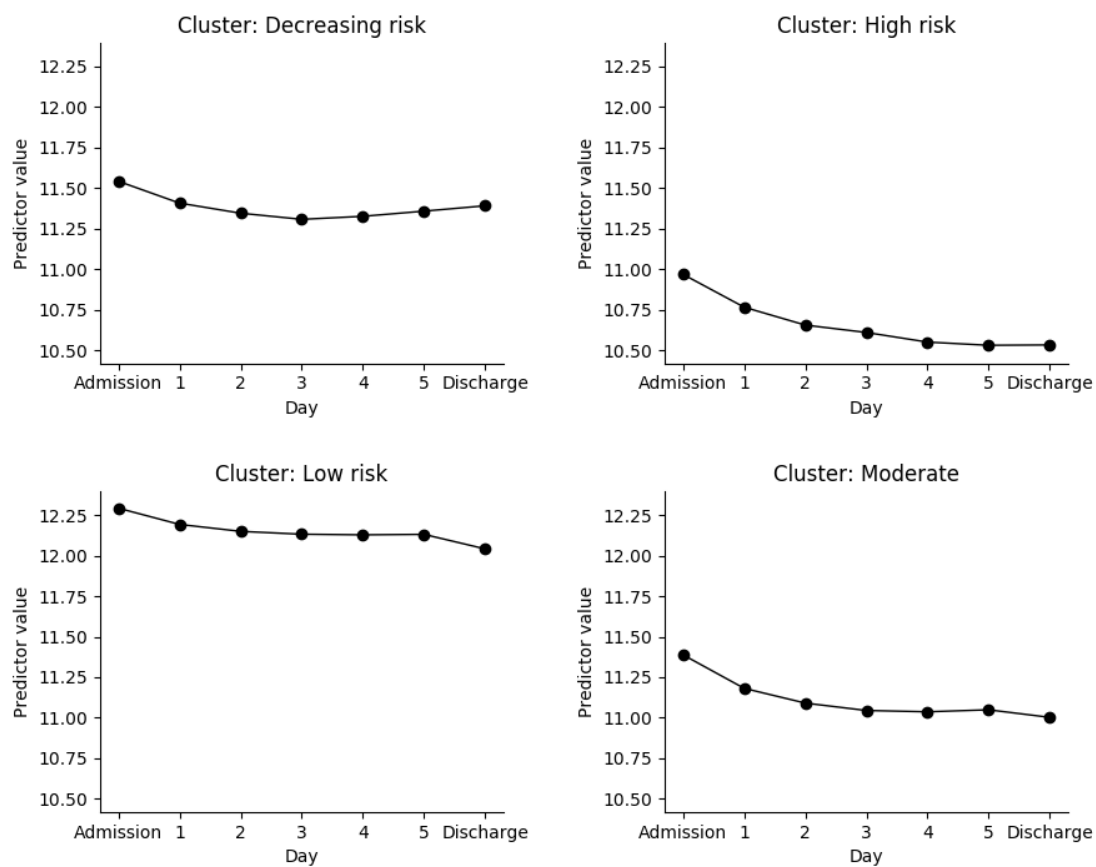 Cluster: Decreasing risk
12.25
12.00
11.75
11.50
11.25
11.00
10.75
10.50
Predictor value
Admission 1 2 3 4 5 Discharge
Day
Cluster: High risk
12.25
12.00
11.75
11.50
11.25
11.00
10.75
10.50
Predictor value
Admission 1 2 3 4 5 Discharge
Day
Cluster: Low risk
12.25
12.00
11.75
11.50
11.25
11.00
10.75
10.50
Predictor value
Admission 1 2 3 4 5 Discharge
Day
Cluster: Moderate
12.25
12.00
11.75
11.50
11.25
11.00
10.75
10.50
Predictor value
Admission 1 2 3 4 5 Discharge
Day